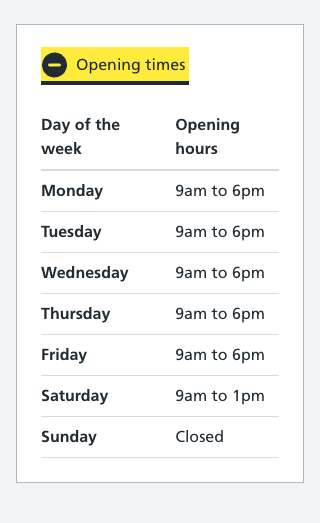 Opening times
Day of the week Opening hours
Monday 9am to 6pm
Tuesday 9am to 6pm
Wednesday 9am to 6pm
Thursday 9am to 6pm
Friday 9am to 6pm
Saturday 9am to 1pm
Sunday Closed